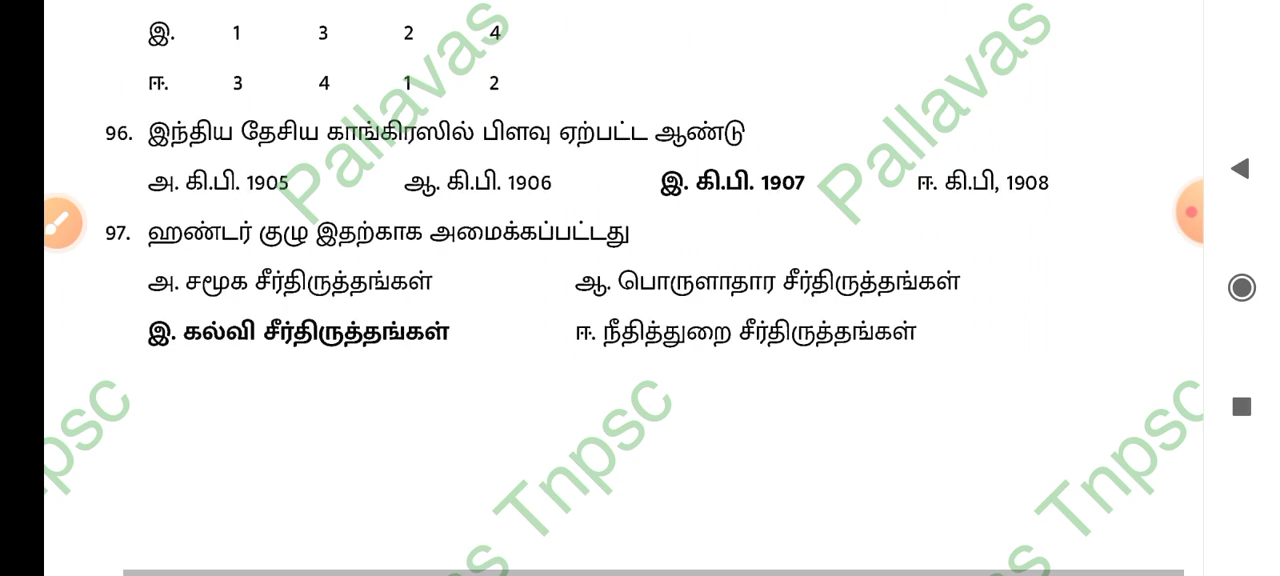 இ. 1 3 2 4
ஈ. 3 4 1 2
96. இந்திய தேசிய காங்கிரஸில் பிளவு ஏற்பட்ட ஆண்டு
அ. கி.பி. 1905 ஆ. கி.பி. 1906 இ. கி.பி. 1907 ஈ. கி.பி, 1908
97. ஹண்டர் குழு இதற்காக அமைக்கப்பட்டது
அ. சமூக சீர்திருத்தங்கள் ஆ. பொருளாதார சீர்திருத்தங்கள்
இ. கல்வி சீர்திருத்தங்கள் ஈ. நீதித்துறை சீர்திருத்தங்கள்
Pallavas Pallavas
psc Tnpsc Tnpsc
s s